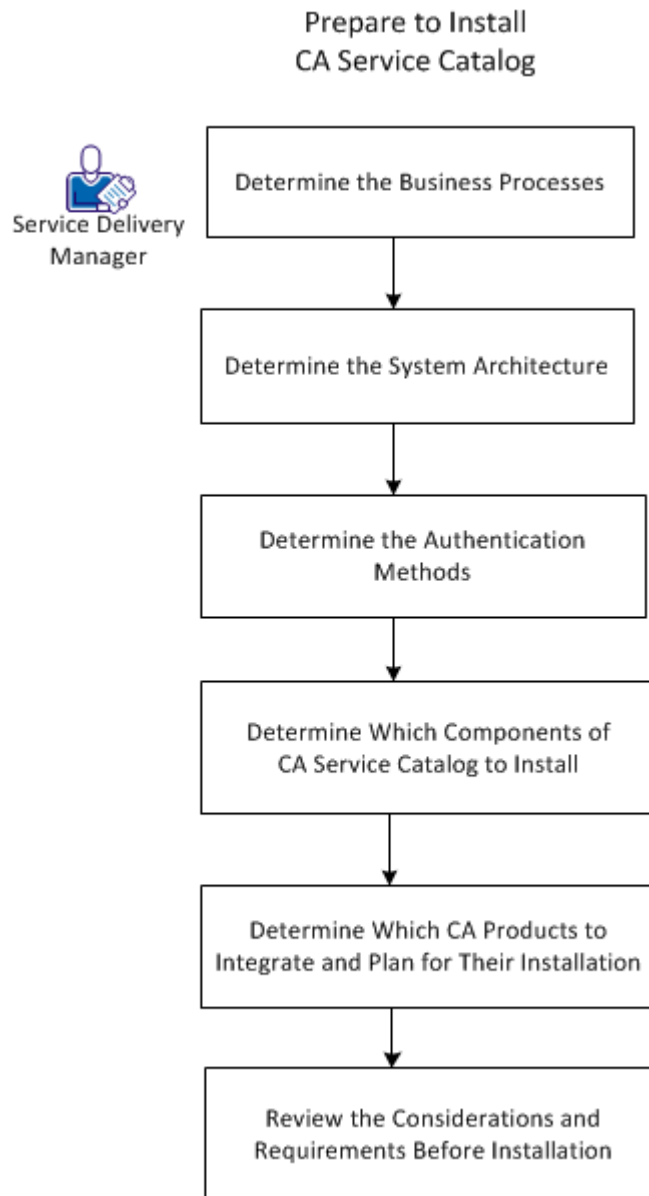 Prepare to Install
CA Service Catalog
Service Delivery
Manager
Determine the Business Processes
Determine the System Architecture
Determine the Authentication
Methods
Determine Which Components of
CA Service Catalog to Install
Determine Which CA Products to
Integrate and Plan for Their Installation
Review the Considerations and
Requirements Before Installation